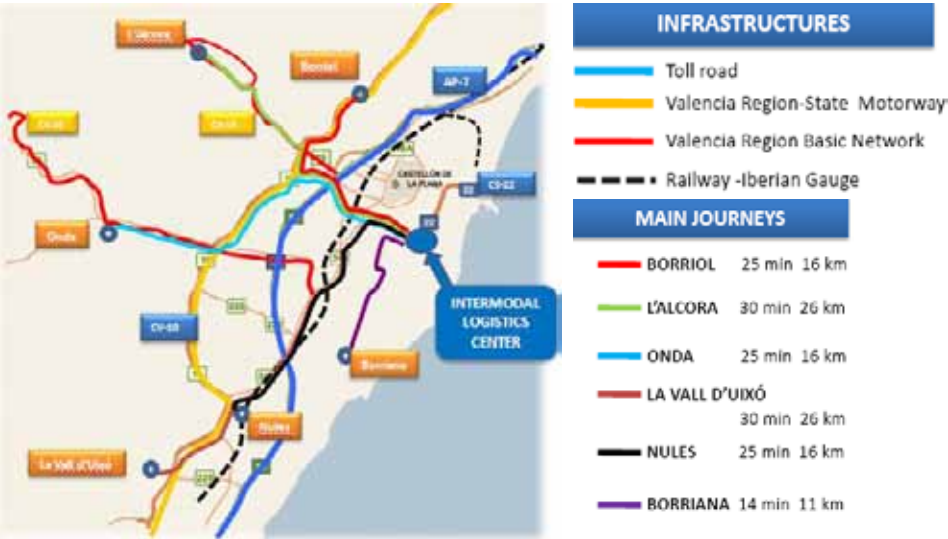 L'Alcora
Borriol
AP-7
CASTELLÓN DE
LA PLANA
CS-22
22
Onda
INTERMODAL
LOGISTICS
CENTER
Borriana
Nules
La Vall d'Uixó
INFRASTRUCTURES
Toll road
Valencia Region-State Motorway
Valencia Region Basic Network
Railway -Iberian Gauge
MAIN JOURNEYS
BORRIOL 25 min 16 km
L'ALCORA 30 min 26 km
ONDA 25 min 16 km
LA VALL D'UIXÓ
30 min 26 km
NULES 25 min 16 km
BORRIANA 14 min 11 km